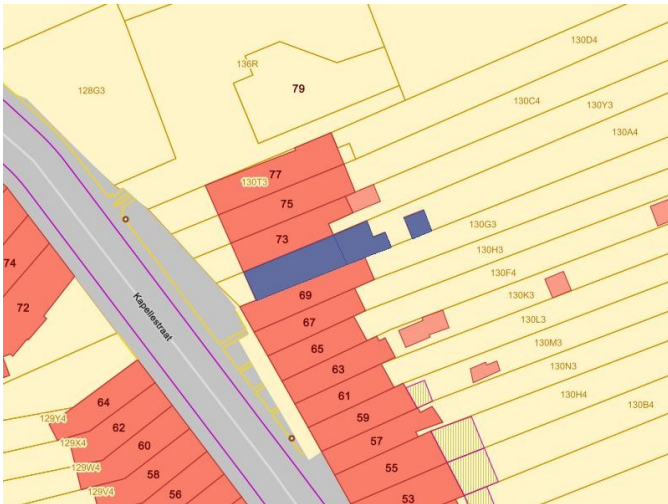 130D4
136R
79
128G3
130C4
130Y3
130A4
77
130T3
75
73
130G3
130H3
74
72
130F4
130K3
130L3
130M3
130N3
130H4
130B4
Kapellestraat
69
67
65
63
61
59
57
55
53
64
129Y4
62
129X4
60
129W4
58
129V4
56